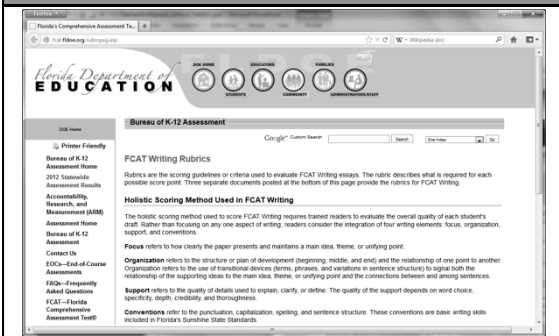 Firefox
Florida's Comprehensive Assessment Te...
fcat.fldoe.org/rubrcpag.asp
W - Wikipedia (en)
Florida Department of
EDUCATION
DOE HOME
EDUCATORS
FAMILIES
STUDENTS
COMMUNITY
ADMINISTRATORS/STAFF
DOE Home
Printer Friendly
Bureau of K-12
Assessment Home
2012 Statewide
Assessment Results
Accountability,
Research, and
Measurement (ARM)
Assessment Home
Bureau of K-12
Assessment
Contact Us
EOCs—End-of-Course
Assessments
FAQs—Frequently
Asked Questions
FCAT—Florida
Comprehensive
Assessment Test®
Bureau of K-12 Assessment
Google™ Custom Search
Search
Site Index
Go
FCAT Writing Rubrics
Rubrics are the scoring guidelines or criteria used to evaluate FCAT Writing essays. The rubric describes what is required for each
possible score point. Three separate documents posted at the bottom of this page provide the rubrics for FCAT Writing.
Holistic Scoring Method Used in FCAT Writing
The holistic scoring method used to score FCAT Writing requires trained readers to evaluate the overall quality of each student's
draft. Rather than focusing on any one aspect of writing, readers consider the integration of four writing elements: focus, organization,
support, and conventions.
Focus refers to how clearly the paper presents and maintains a main idea, theme, or unifying point.
Organization refers to the structure or plan of development (beginning, middle, and end) and the relationship of one point to another.
Organization refers to the use of transitional devices (terms, phrases, and variations in sentence structure) to signal both the
relationship of the supporting ideas to the main idea, theme, or unifying point and the connections between and among sentences.
Support refers to the quality of details used to explain, clarify, or define. The quality of the support depends on word choice,
specificity, depth, credibility, and thoroughness.
Conventions refer to the punctuation, capitalization, spelling, and sentence structure. These conventions are basic writing skills
included in Florida's Sunshine State Standards.